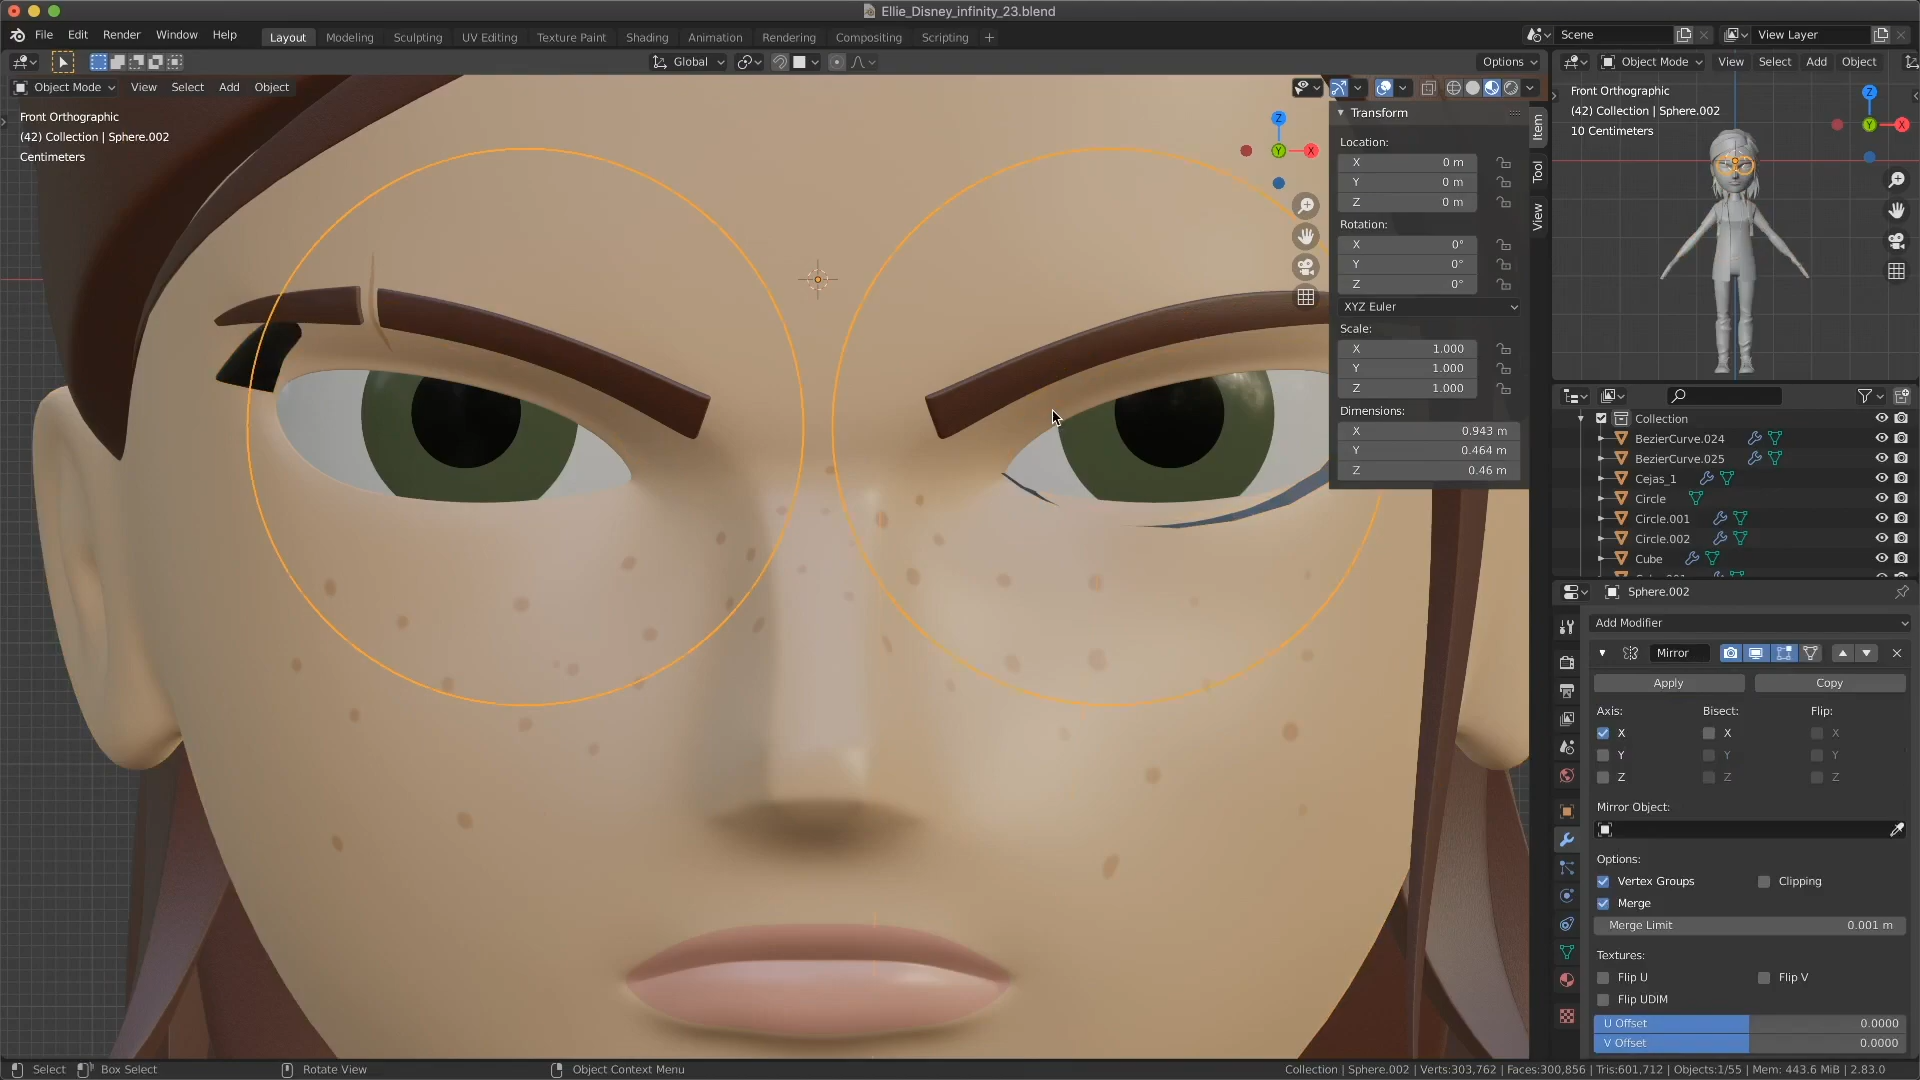 Ellie_Disney_infinity_23.blend
File Edit Render Window Help
Layout Modeling Sculpting UV Editing Texture Paint Shading Animation Rendering Compositing Scripting +
Scene
View Layer
Global
Options
Object Mode View Select Add Object
Object Mode View Select Add Object
Front Orthographic
(42) Collection | Sphere.002
Centimeters
Front Orthographic
(42) Collection | Sphere.002
10 Centimeters
Z
Y
X
Z
Y
X
Item
Tool
View
Transform
Location:
X 0 m
Y 0 m
Z 0 m
Rotation:
X 0°
Y 0°
Z 0°
XYZ Euler
Scale:
X 1.000
Y 1.000
Z 1.000
Dimensions:
X 0.943 m
Y 0.464 m
Z 0.46 m
Collection
BezierCurve.024
BezierCurve.025
Cejas_1
Circle
Circle.001
Circle.002
Cube
Sphere.002
Add Modifier
Mirror
Apply Copy
Axis: Bisect: Flip:
X X X
Y Y Y
Z Z Z
Mirror Object:
Options:
Vertex Groups Clipping
Merge
Merge Limit 0.001 m
Textures:
Flip U Flip V
Flip UDIM
U Offset 0.0000
V Offset 0.0000
Select Box Select Rotate View Object Context Menu
Collection | Sphere.002 | Verts:303,762 | Faces:300,856 | Tris:601,712 | Objects:1/55 | Mem: 443.6 MiB | 2.83.0